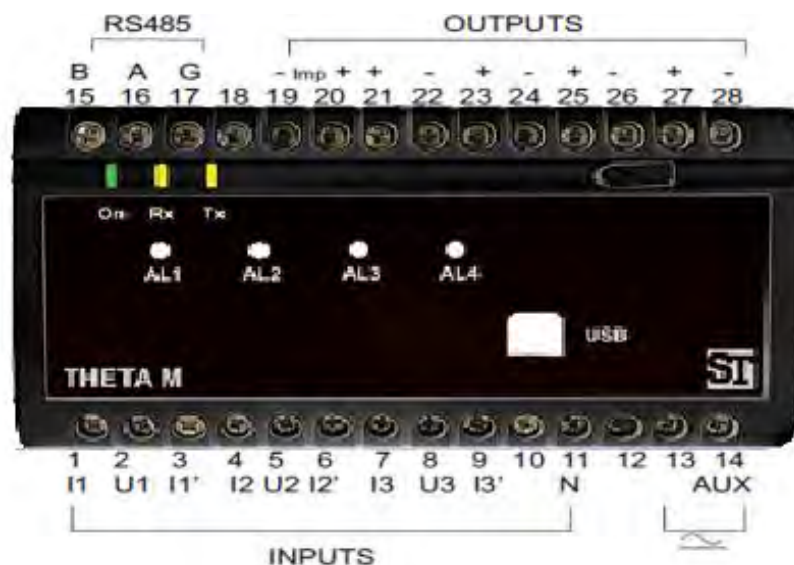 RS485 OUTPUTS
B A G - Imp + + - + - + - + -
15 16 17 18 19 20 21 22 23 24 25 26 27 28
On Rx Tx
AL1 AL2 AL3 AL4
USB
THETA M ST
1 2 3 4 5 6 7 8 9 10 11 12 13 14
I1 U1 I1' I2 U2 I2' I3 U3 I3' N AUX
INPUTS